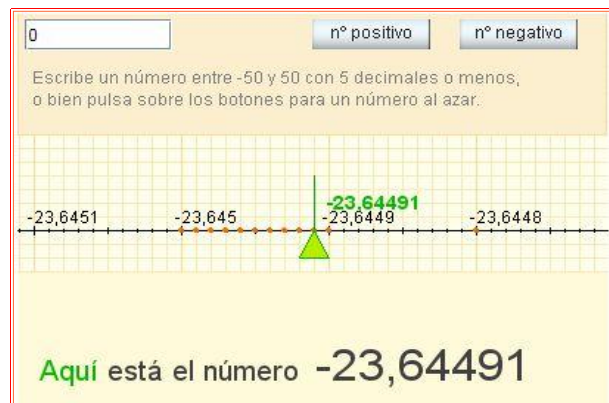 0
nº positivo
nº negativo
Escribe un número entre -50 y 50 con 5 decimales o menos,
o bien pulsa sobre los botones para un número al azar.
-23,64491
-23,6451
-23,645
-23,6449
-23,6448
Aquí está el número -23,64491